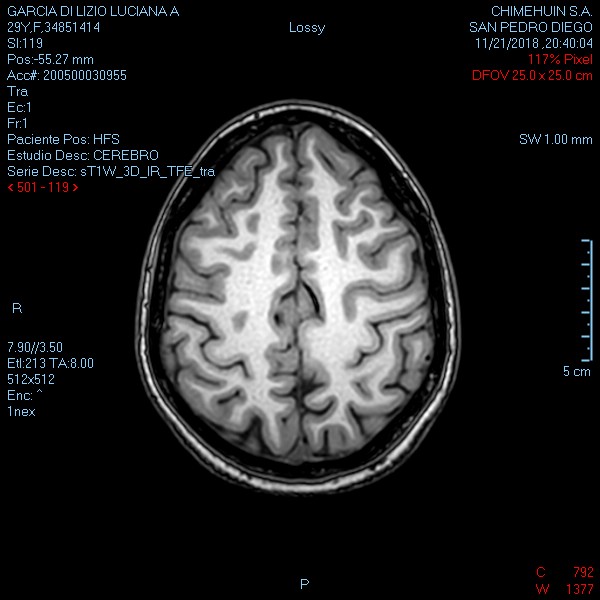 GARCIA DI LIZIO LUCIANA A
29Y,F,34851414
Sl:119
Pos:-55.27 mm
Acc#: 200500030955
Tra
Ec:1
Fr:1
Paciente Pos: HFS
Estudio Desc: CEREBRO
Serie Desc: sT1W_3D_IR_TFE_tra
< 501 - 119 >
Lossy
CHIMEHUIN S.A.
SAN PEDRO DIEGO
11/21/2018 ,20:40:04
117% Pixel
DFOV 25.0 x 25.0 cm
SW 1.00 mm
R
7.90//3.50
Etl:213 TA:8.00
512x512
Enc: ^
1nex
5 cm
P
C 792
W 1377